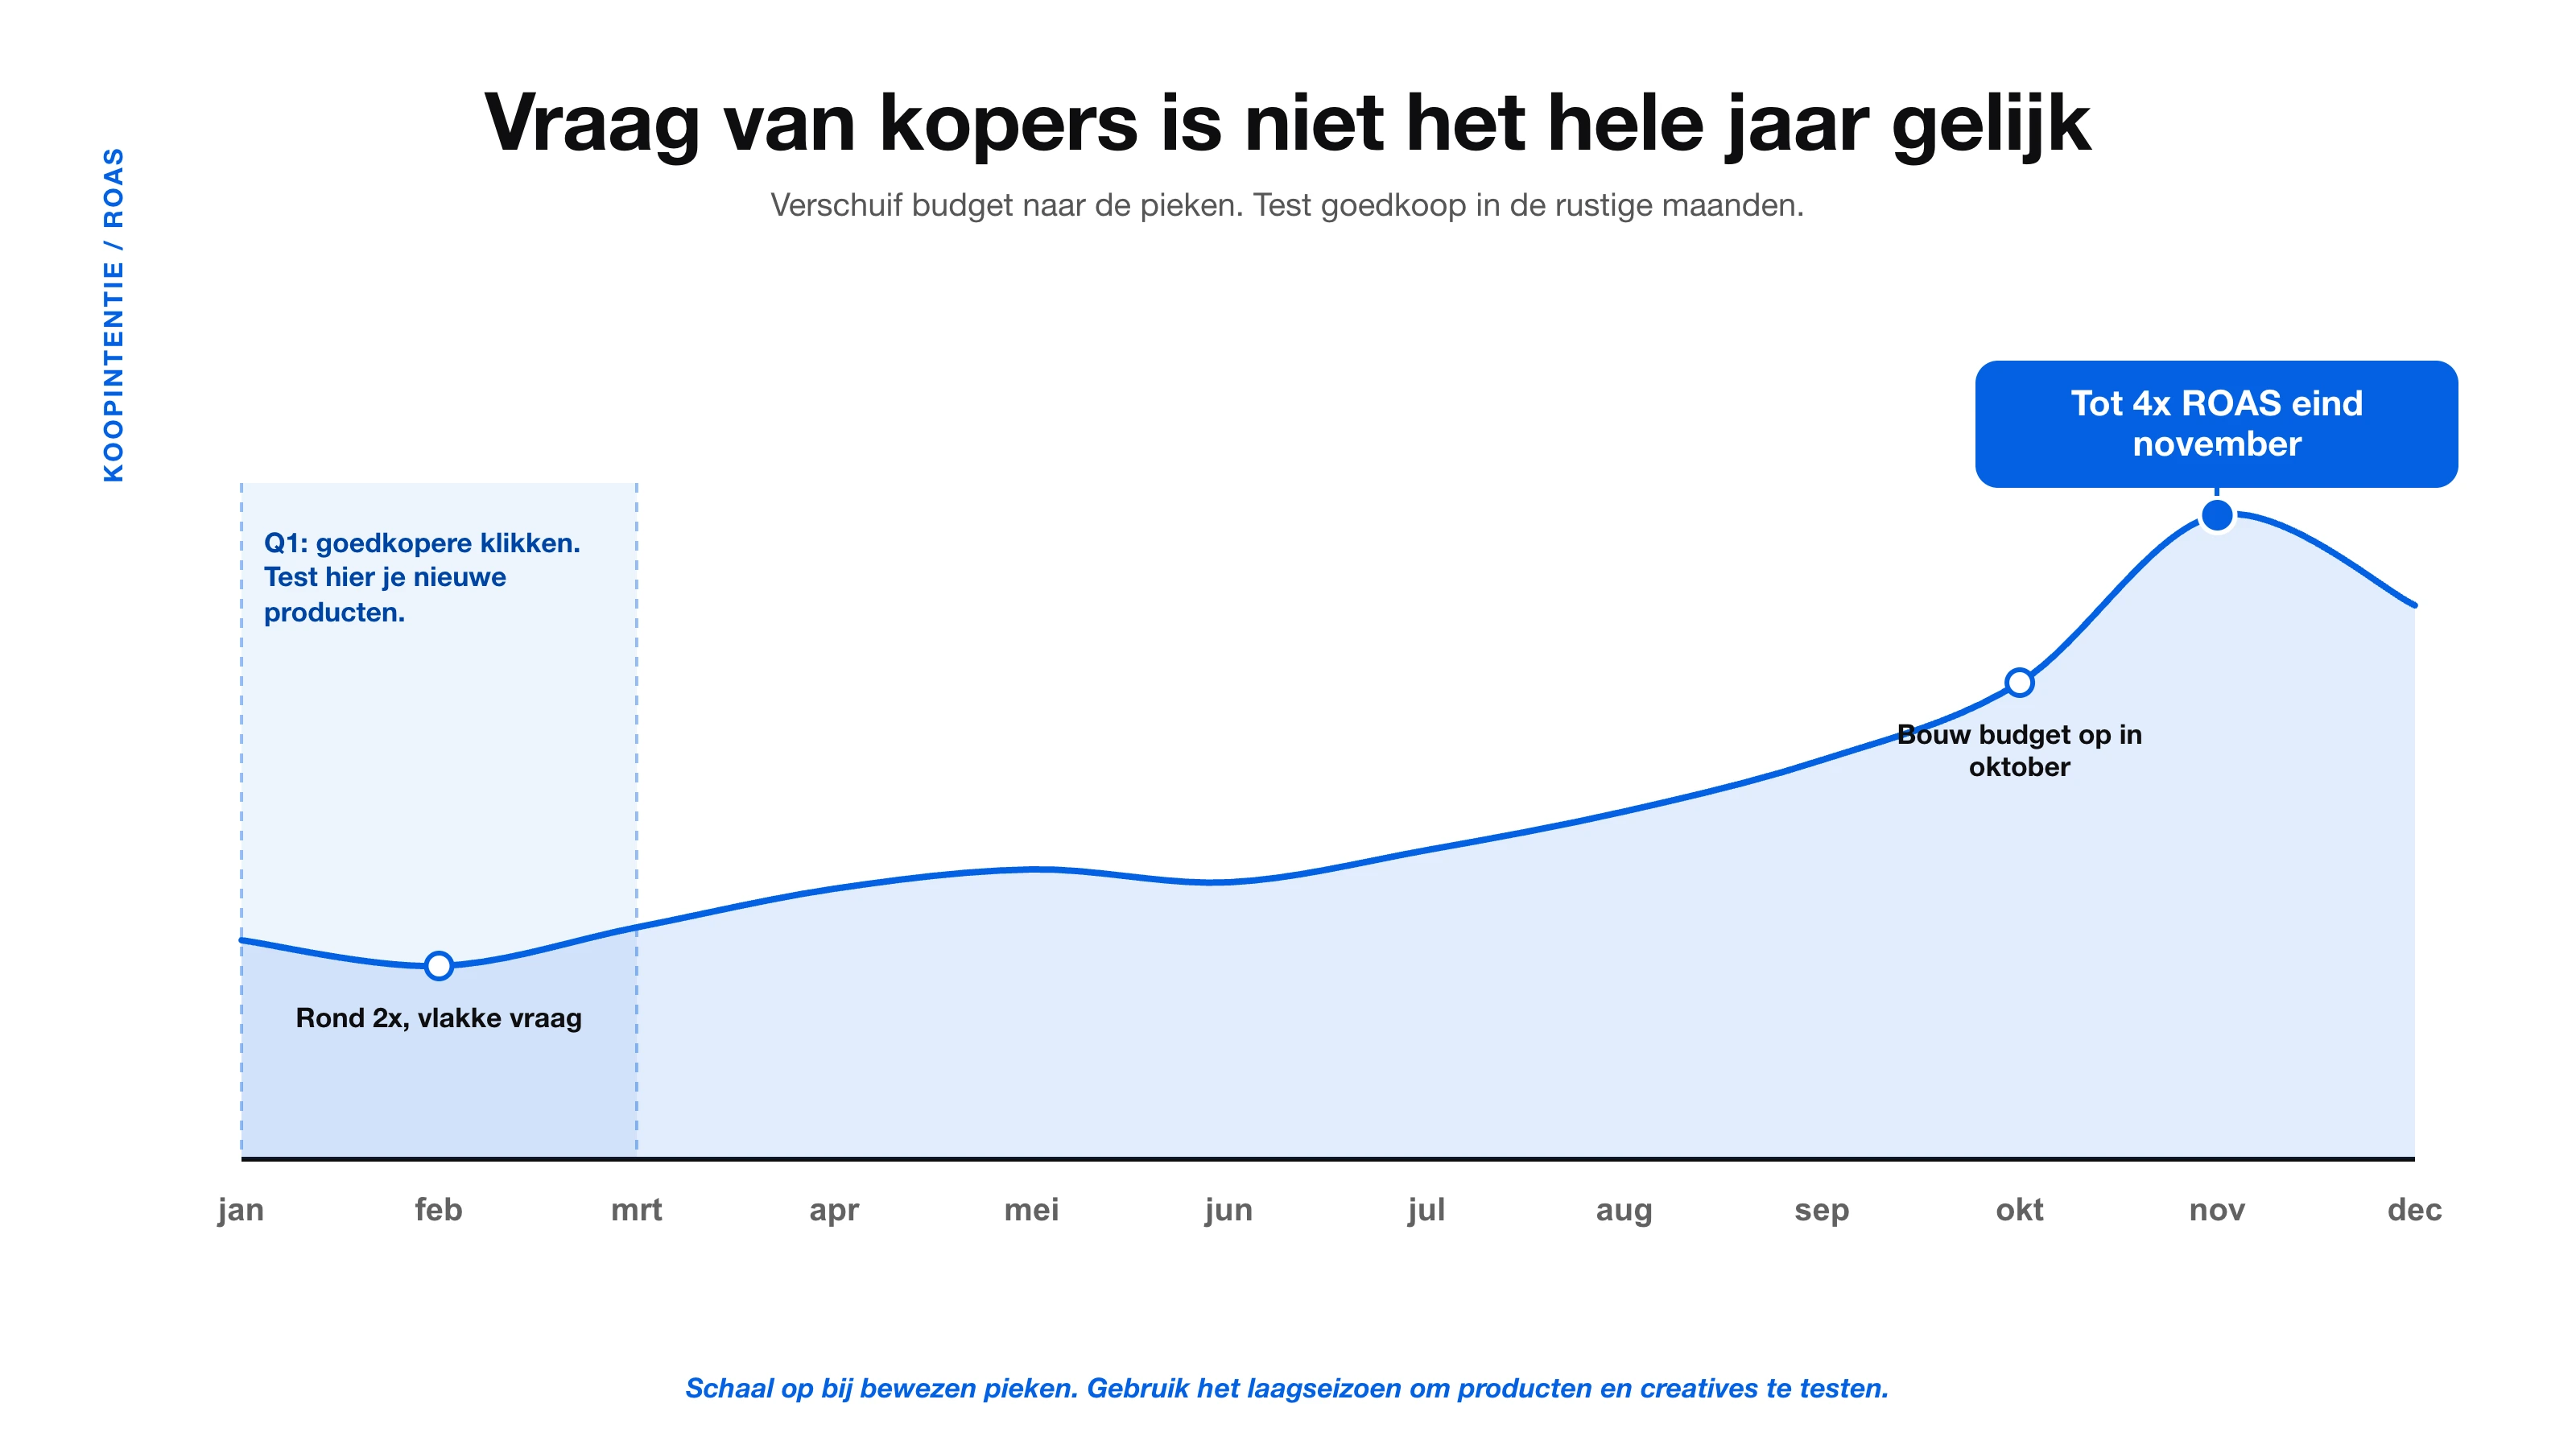 Vraag van kopers is niet het hele jaar gelijk
Verschuif budget naar de pieken. Test goedkoop in de rustige maanden.
KOOPINTENTIE / ROAS
Tot 4x ROAS eind
november
Q1: goedkopere klikken.
Test hier je nieuwe
producten.
Bouw budget op in
oktober
Rond 2x, vlakke vraag
jan feb mrt apr mei jun jul aug sep okt nov dec
Schaal op bij bewezen pieken. Gebruik het laagseizoen om producten en creatives te testen.